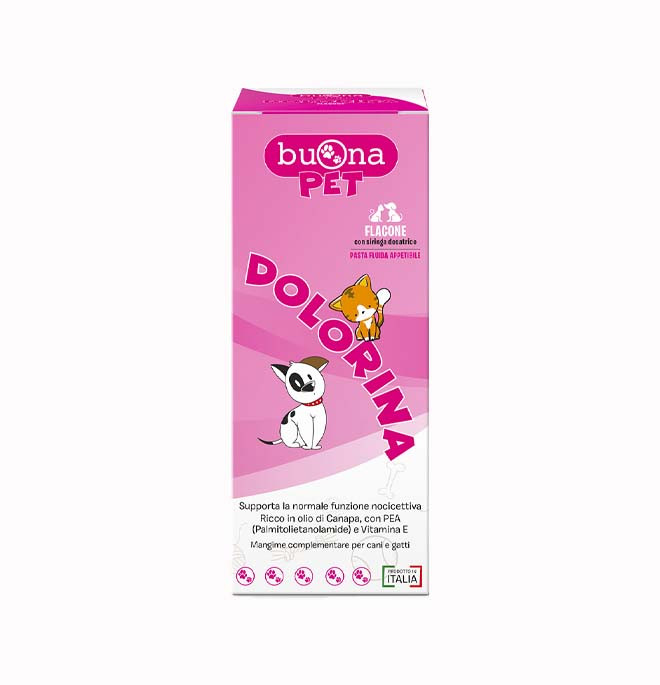 buona
PET
FLACONE
con siringa dosatrice
PASTA FLUIDA APPETIBILE
DOLORINA
Supporta la normale funzione nocicettiva
Ricco in olio di Canapa, con PEA
(Palmitoiletanolamide) e Vitamina E
Mangime complementare per cani e gatti
PRODOTTO IN
ITALIA